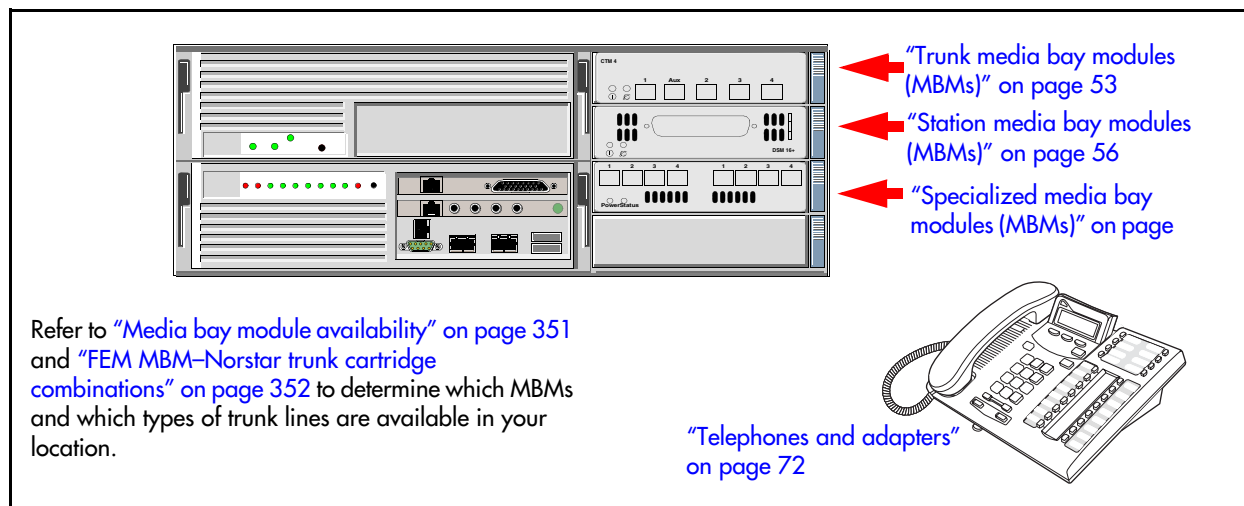 CTM 4
1 Aux 2 3 4
"Trunk media bay modules
(MBMs)" on page 53
DSM 16+
"Station media bay modules
(MBMs)" on page 56
1 2 3 4 1 2 3 4
PowerStatus
"Specialized media bay
modules (MBMs)" on page
Refer to "Media bay module availability" on page 351
and "FEM MBM–Norstar trunk cartridge
combinations" on page 352 to determine which MBMs
and which types of trunk lines are available in your
location.
"Telephones and adapters"
on page 72